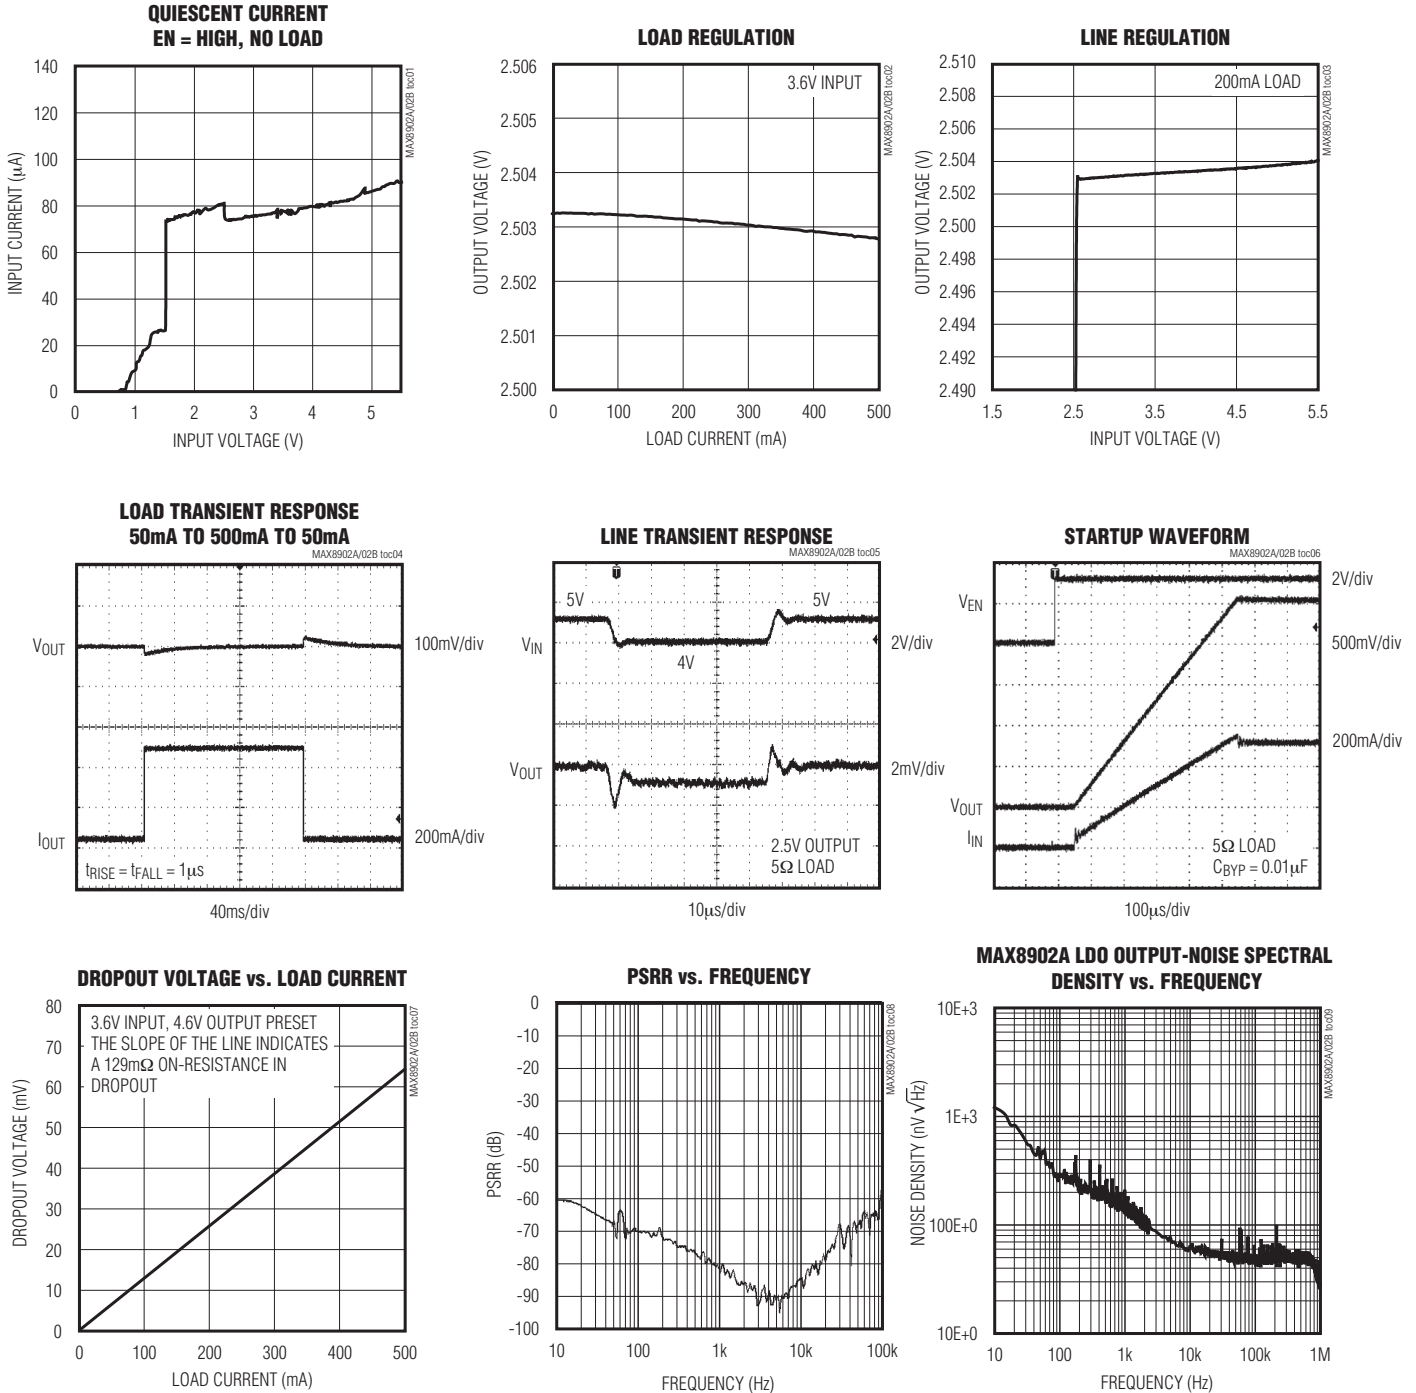 QUIESCENT CURRENT
EN = HIGH, NO LOAD
140
120
100
80
60
40
20
0
INPUT CURRENT (μA)
MAX8902A/02B toc01
0 1 2 3 4 5
INPUT VOLTAGE (V)
LOAD REGULATION
2.506
2.505
2.504
2.503
2.502
2.501
2.500
OUTPUT VOLTAGE (V)
3.6V INPUT
MAX8902A/02B toc02
0 100 200 300 400 500
LOAD CURRENT (mA)
LINE REGULATION
2.510
2.508
2.506
2.504
2.502
2.500
2.498
2.496
2.494
2.492
2.490
OUTPUT VOLTAGE (V)
200mA LOAD
MAX8902A/02B toc03
1.5 2.5 3.5 4.5 5.5
INPUT VOLTAGE (V)
LOAD TRANSIENT RESPONSE
50mA TO 500mA TO 50mA
MAX8902A/02B toc04
VOUT
100mV/div
IOUT
200mA/div
tRISE = tFALL = 1μs
40ms/div
LINE TRANSIENT RESPONSE
MAX8902A/02B toc05
T
5V
5V
VIN
2V/div
4V
VOUT
2mV/div
2.5V OUTPUT
5Ω LOAD
10μs/div
STARTUP WAVEFORM
MAX8902A/02B toc06
T
2V/div
VEN
500mV/div
200mA/div
VOUT
IIN
5Ω LOAD
CBYP = 0.01μF
100μs/div
DROPOUT VOLTAGE vs. LOAD CURRENT
80
70
60
50
40
30
20
10
0
DROPOUT VOLTAGE (mV)
3.6V INPUT, 4.6V OUTPUT PRESET
THE SLOPE OF THE LINE INDICATES
A 129mΩ ON-RESISTANCE IN
DROPOUT
MAX8902A/02B toc07
0 100 200 300 400 500
LOAD CURRENT (mA)
PSRR vs. FREQUENCY
0
-10
-20
-30
-40
-50
-60
-70
-80
-90
-100
PSRR (dB)
MAX8902A/02B toc08
10 100 1k 10k 100k
FREQUENCY (Hz)
MAX8902A LDO OUTPUT-NOISE SPECTRAL
DENSITY vs. FREQUENCY
10E+3
1E+3
100E+0
10E+0
NOISE DENSITY (nV √Hz)
MAX8902A/02B toc09
10 100 1k 10k 100k 1M
FREQUENCY (Hz)